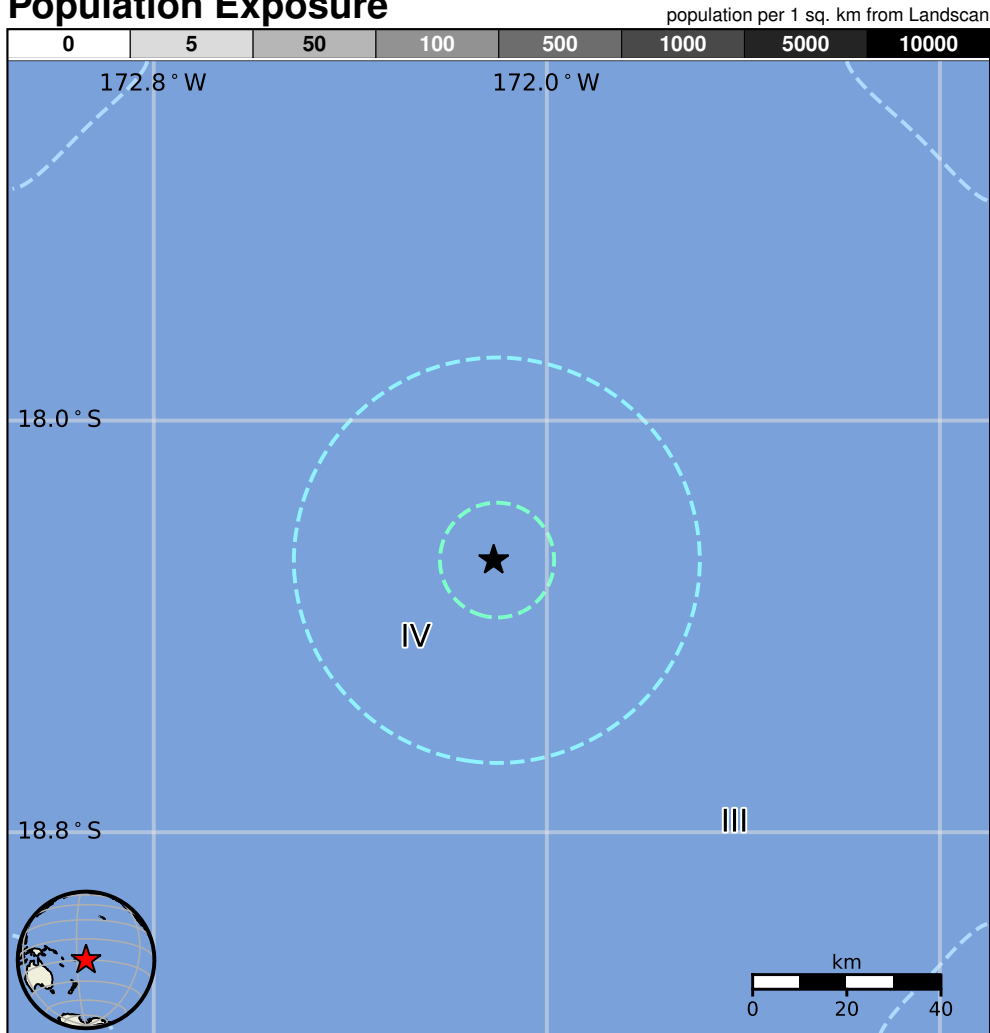 Population Exposure
population per 1 sq. km from Landscan
0 5 50 100 500 1000 5000 10000
172.8°W 172.0°W
18.0°S
IV
III
18.8°S
km
0 20 40